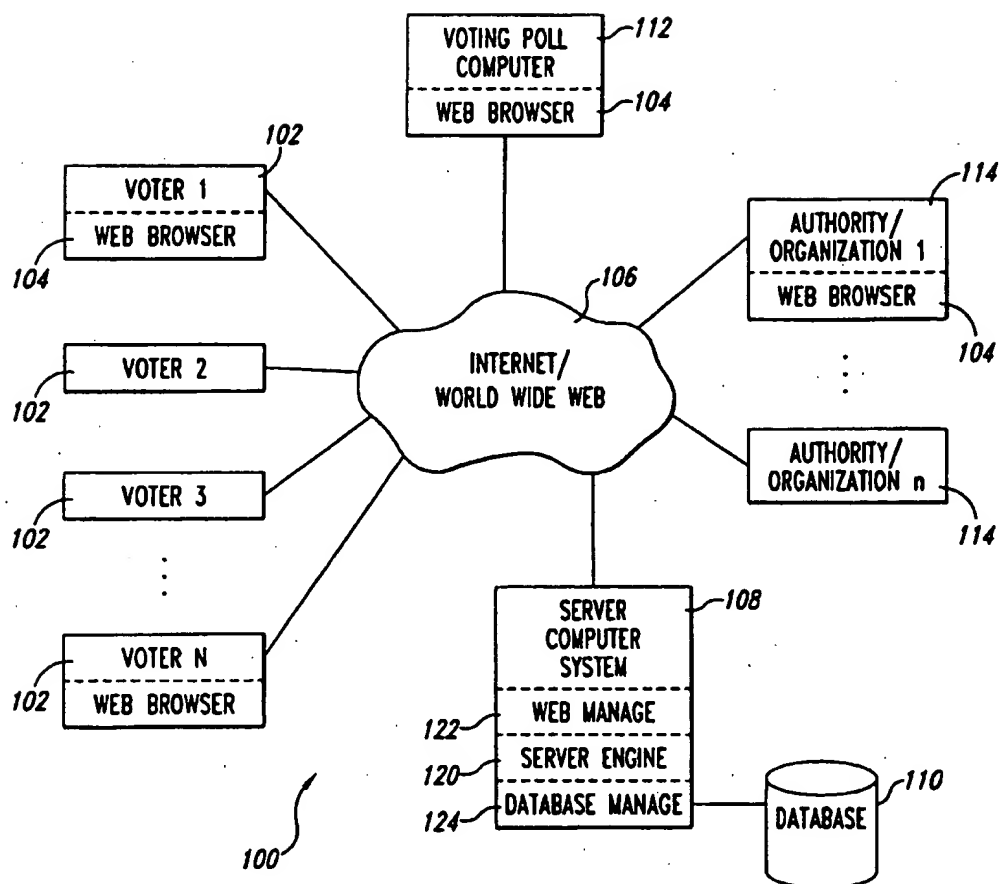 VOTING POLL
COMPUTER
112
WEB BROWSER
104
102
VOTER 1
WEB BROWSER
104
114
AUTHORITY/
ORGANIZATION 1
WEB BROWSER
104
106
INTERNET/
WORLD WIDE WEB
VOTER 2
102
VOTER 3
102
AUTHORITY/
ORGANIZATION n
114
VOTER N
102
WEB BROWSER
SERVER
COMPUTER
SYSTEM
108
122
WEB MANAGE
120
SERVER ENGINE
124
DATABASE MANAGE
DATABASE
110
100